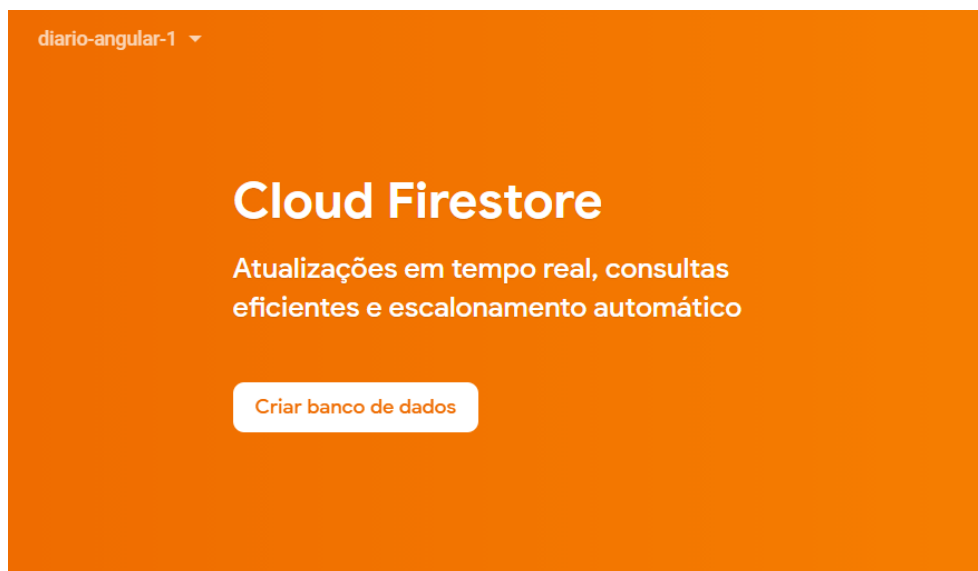 diario-angular-1
Cloud Firestore
Atualizações em tempo real, consultas
eficientes e escalonamento automático
Criar banco de dados